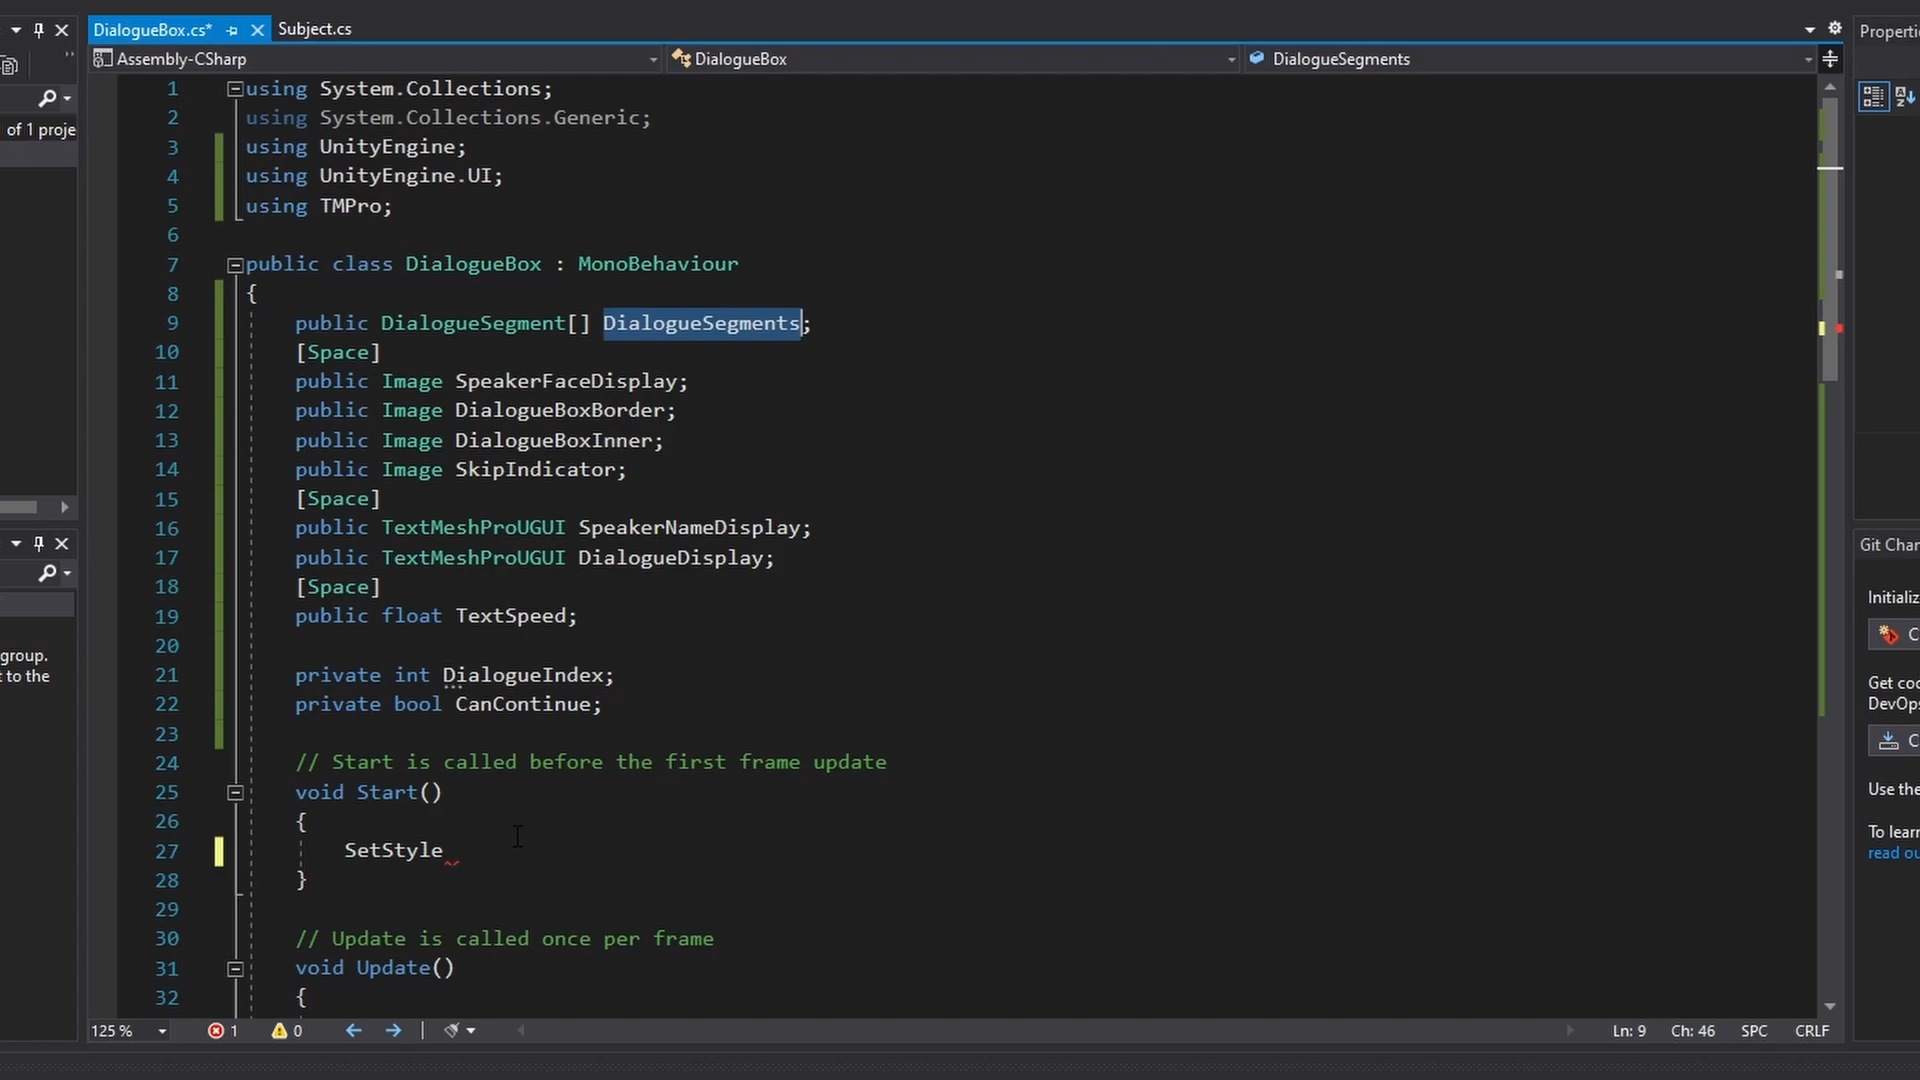 DialogueBox.cs*
Subject.cs
Properti
Assembly-CSharp
DialogueBox
DialogueSegments
of 1 proje
1 using System.Collections;
2 using System.Collections.Generic;
3 using UnityEngine;
4 using UnityEngine.UI;
5 using TMPro;
6
7 public class DialogueBox : MonoBehaviour
8 {
9 public DialogueSegment[] DialogueSegments;
10 [Space]
11 public Image SpeakerFaceDisplay;
12 public Image DialogueBoxBorder;
13 public Image DialogueBoxInner;
14 public Image SkipIndicator;
15 [Space]
16 public TextMeshProUGUI SpeakerNameDisplay;
17 public TextMeshProUGUI DialogueDisplay;
18 [Space]
19 public float TextSpeed;
20
21 private int DialogueIndex;
22 private bool CanContinue;
23
24 // Start is called before the first frame update
25 void Start()
26 {
27 SetStyle
28 }
29
30 // Update is called once per frame
31 void Update()
32 {
group.
t to the
Git Char
Initializ
C
Get coc
DevOps
C
Use the
To learn
read ou
125 %
1
0
Ln: 9
Ch: 46
SPC
CRLF